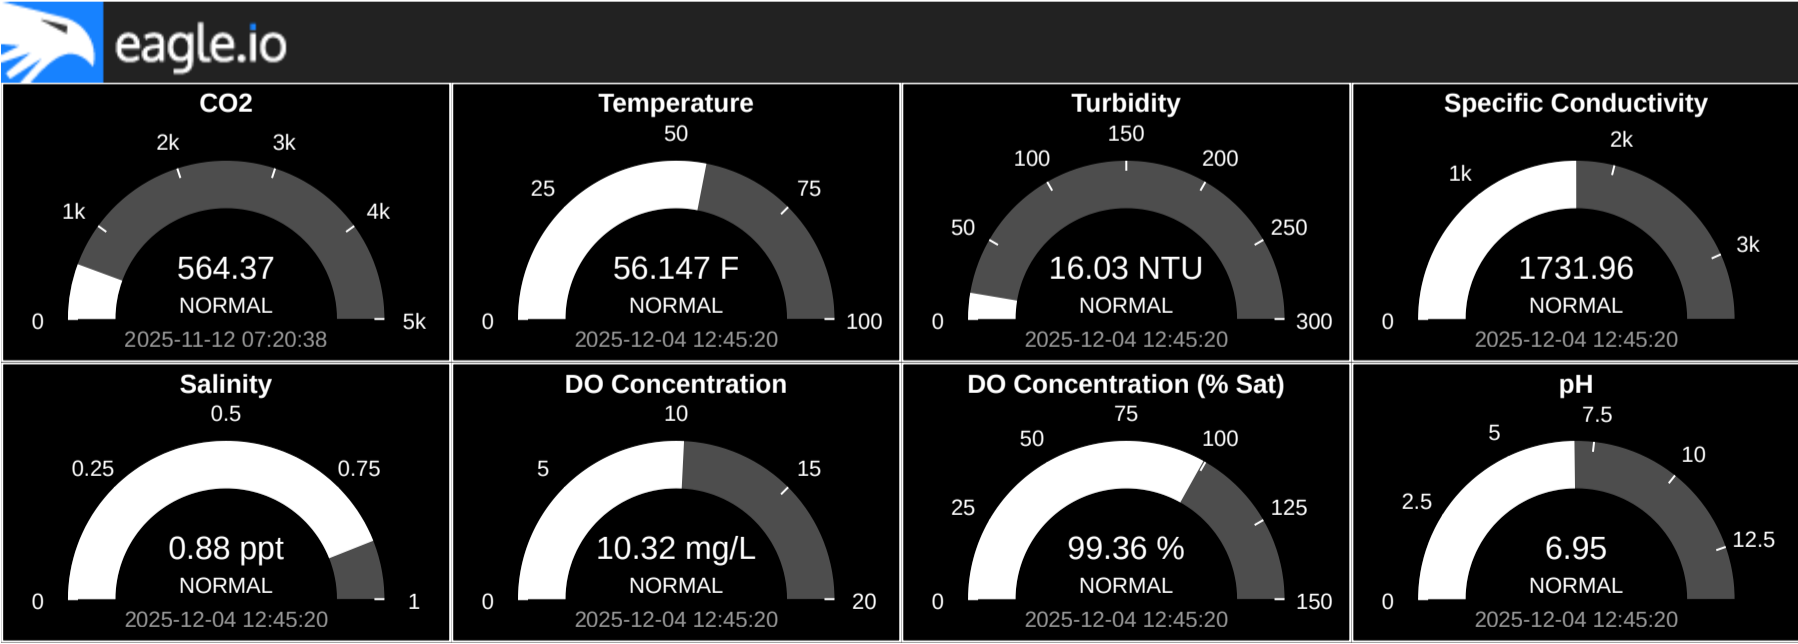 eagle.io
CO2
2k
3k
1k
4k
564.37
NORMAL
0
5k
2025-11-12 07:20:38
Temperature
50
25
75
56.147 F
NORMAL
0
100
2025-12-04 12:45:20
Turbidity
150
100
200
50
250
16.03 NTU
NORMAL
0
300
2025-12-04 12:45:20
Specific Conductivity
2k
1k
3k
1731.96
NORMAL
0
2025-12-04 12:45:20
Salinity
0.5
0.25
0.75
0.88 ppt
NORMAL
0
1
2025-12-04 12:45:20
DO Concentration
10
5
15
10.32 mg/L
NORMAL
0
20
2025-12-04 12:45:20
DO Concentration (% Sat)
75
50
100
25
125
99.36 %
NORMAL
0
150
2025-12-04 12:45:20
pH
7.5
5
10
2.5
12.5
6.95
NORMAL
0
2025-12-04 12:45:20